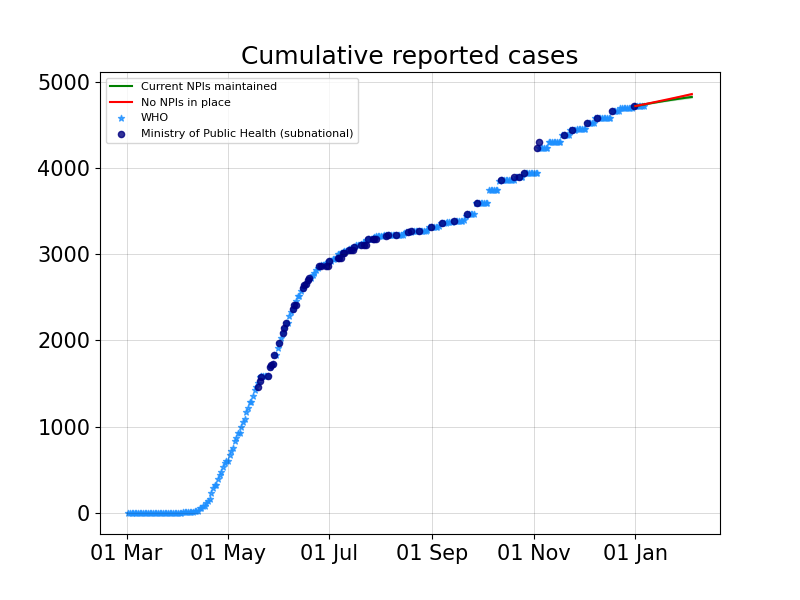 Cumulative reported cases
Current NPIs maintained
No NPIs in place
WHO
Ministry of Public Health (subnational)
5000
4000
3000
2000
1000
0
01 Mar 01 May 01 Jul 01 Sep 01 Nov 01 Jan